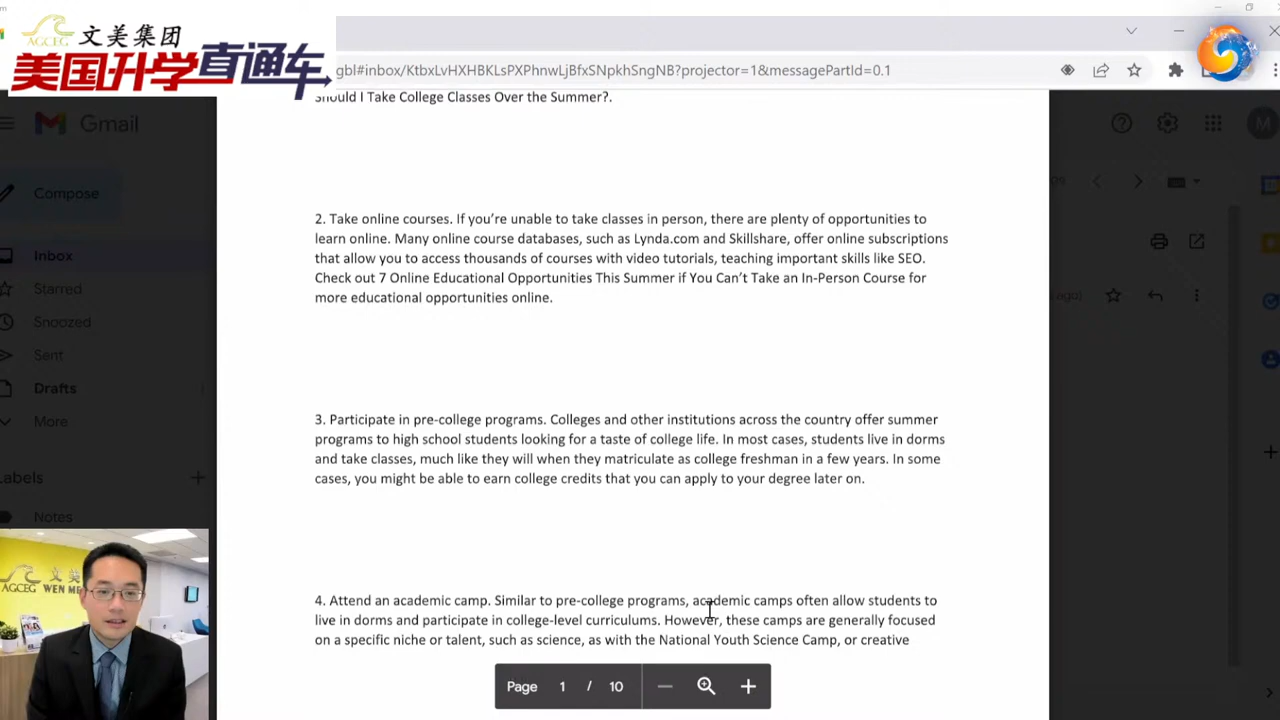 AGCEG 文美集团
美国升学直通车
gbl#inbox/KtbxLvHXHBKLsPXPhnwLjBfxSNpkhSngNB?projector=1&messagePartId=0.1
Should I Take College Classes Over the Summer?.
Gmail
M
Compose
Inbox
Starred
Snoozed
Sent
Drafts
More
Labels
Notes
2. Take online courses. If you're unable to take classes in person, there are plenty of opportunities to
learn online. Many online course databases, such as Lynda.com and Skillshare, offer online subscriptions
that allow you to access thousands of courses with video tutorials, teaching important skills like SEO.
Check out 7 Online Educational Opportunities This Summer if You Can't Take an In-Person Course for
more educational opportunities online.
3. Participate in pre-college programs. Colleges and other institutions across the country offer summer
programs to high school students looking for a taste of college life. In most cases, students live in dorms
and take classes, much like they will when they matriculate as college freshman in a few years. In some
cases, you might be able to earn college credits that you can apply to your degree later on.
4. Attend an academic camp. Similar to pre-college programs, academic camps often allow students to
live in dorms and participate in college-level curriculums. However, these camps are generally focused
on a specific niche or talent, such as science, as with the National Youth Science Camp, or creative
ago)
Page 1 / 10
文美
AGCEG WEN ME